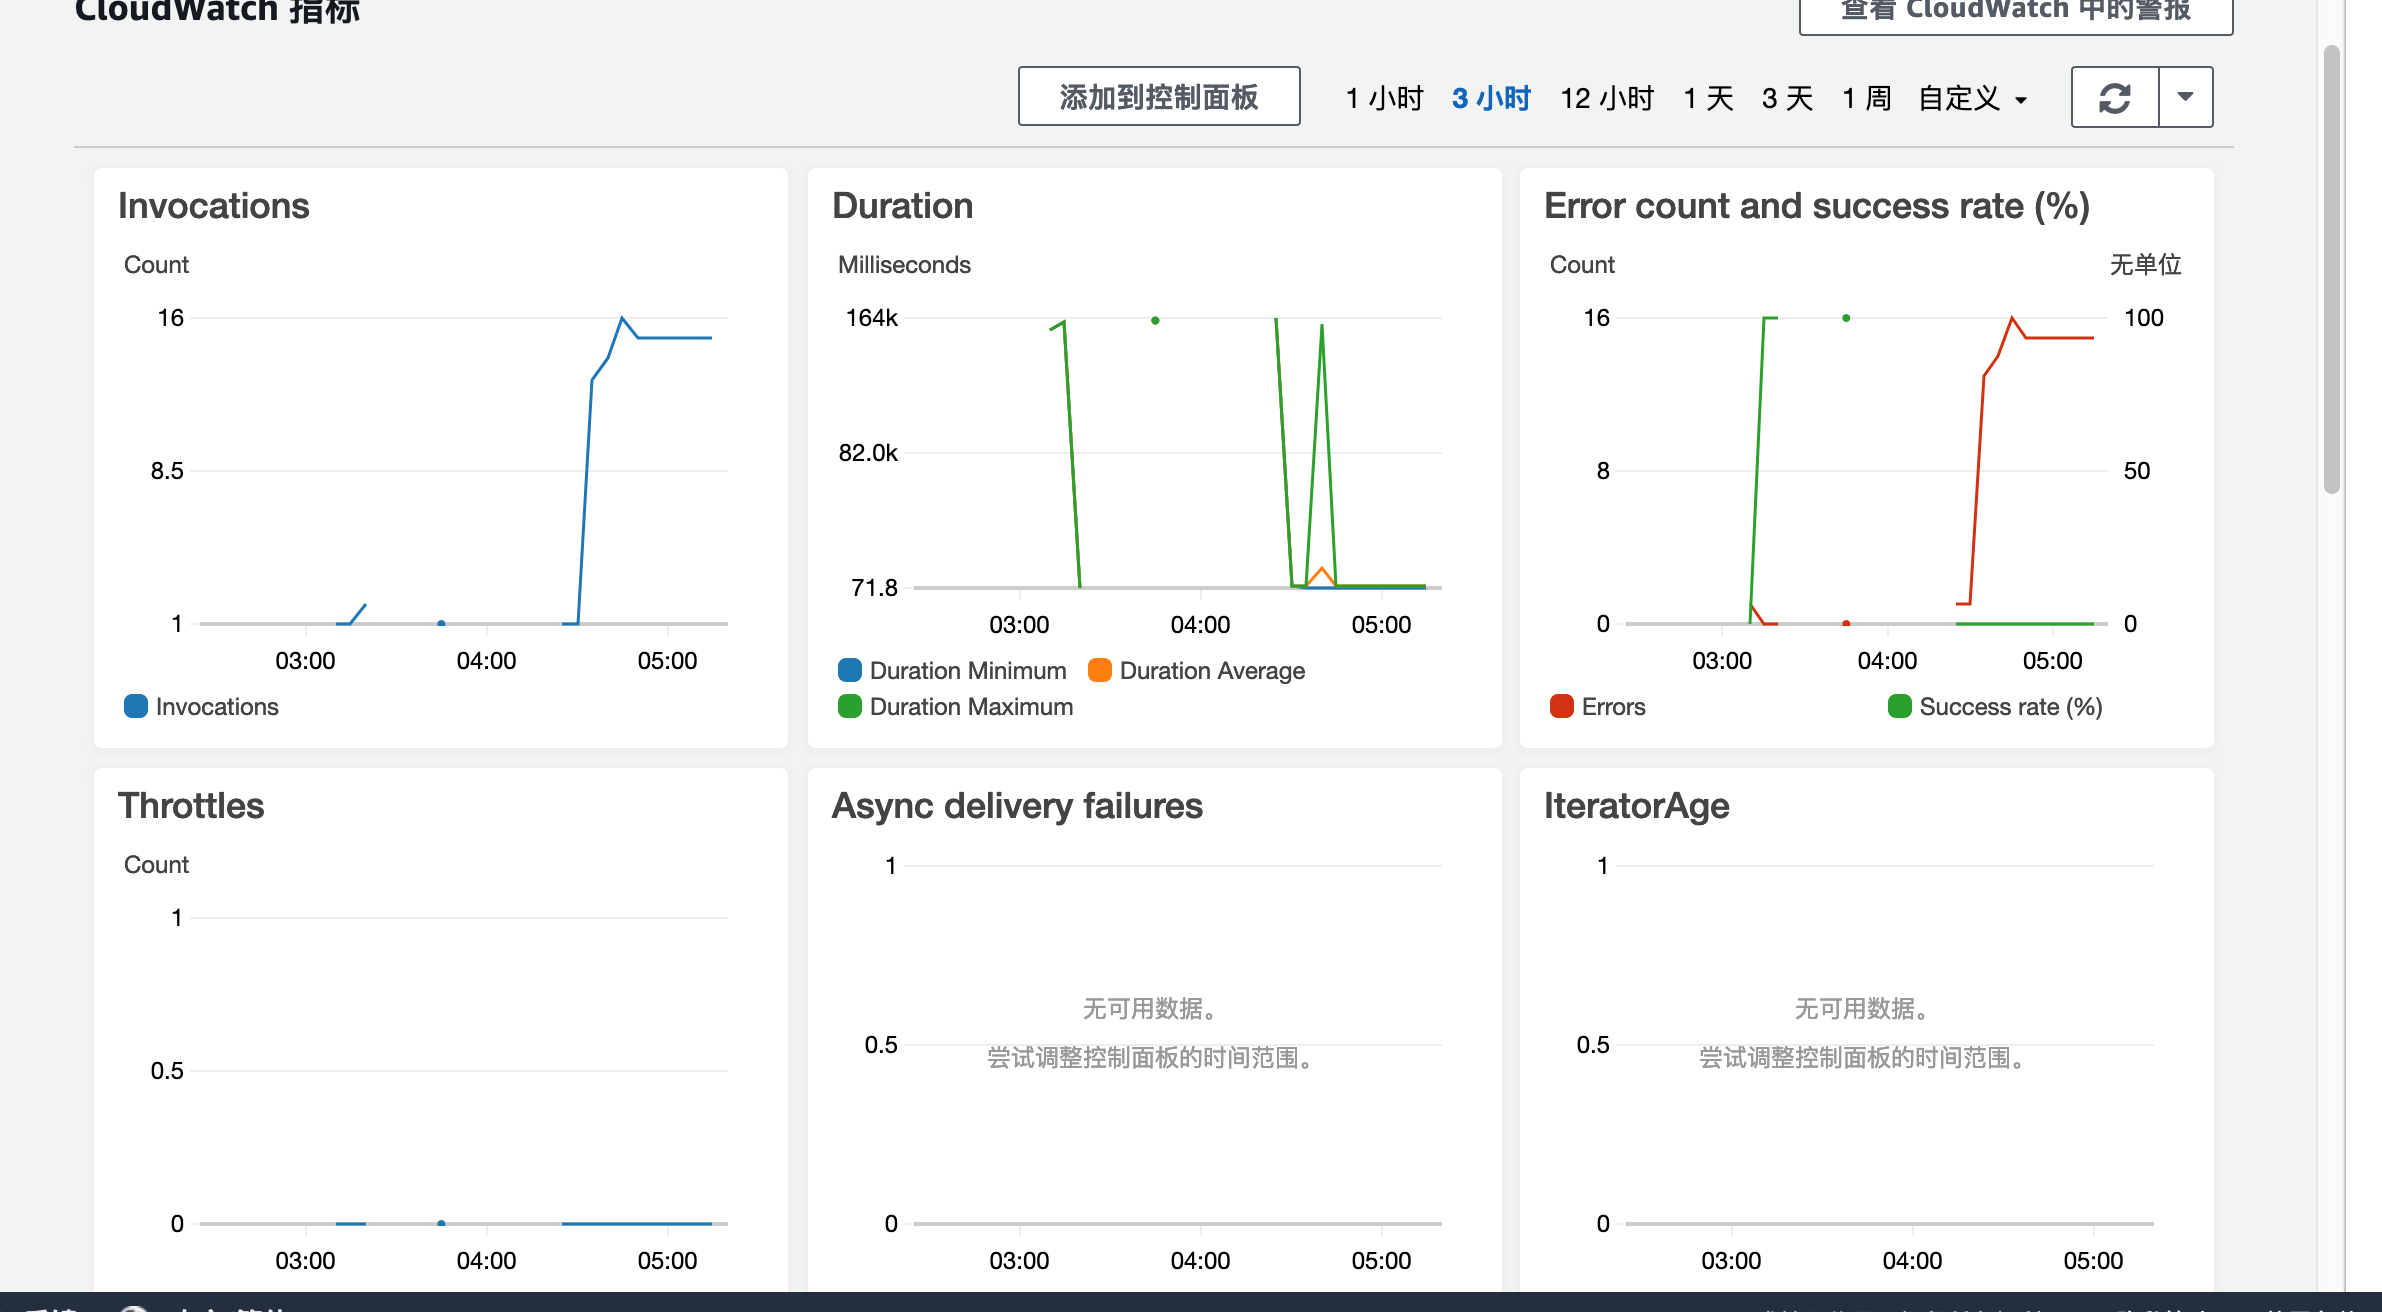 CloudWatch 指标
查看 CloudWatch 中的警报
添加到控制面板 1 小时 3 小时 12 小时 1 天 3 天 1 周 自定义
Invocations
Count
16
8.5
1
03:00 04:00 05:00
Invocations
Duration
Milliseconds
164k
82.0k
71.8
03:00 04:00 05:00
Duration Minimum Duration Average
Duration Maximum
Error count and success rate (%)
Count 无单位
16 100
8 50
0 0
03:00 04:00 05:00
Errors Success rate (%)
Throttles
Count
1
0.5
0
03:00 04:00 05:00
Async delivery failures
1
无可用数据。
0.5
尝试调整控制面板的时间范围。
0
03:00 04:00 05:00
IteratorAge
1
无可用数据。
0.5
尝试调整控制面板的时间范围。
0
03:00 04:00 05:00